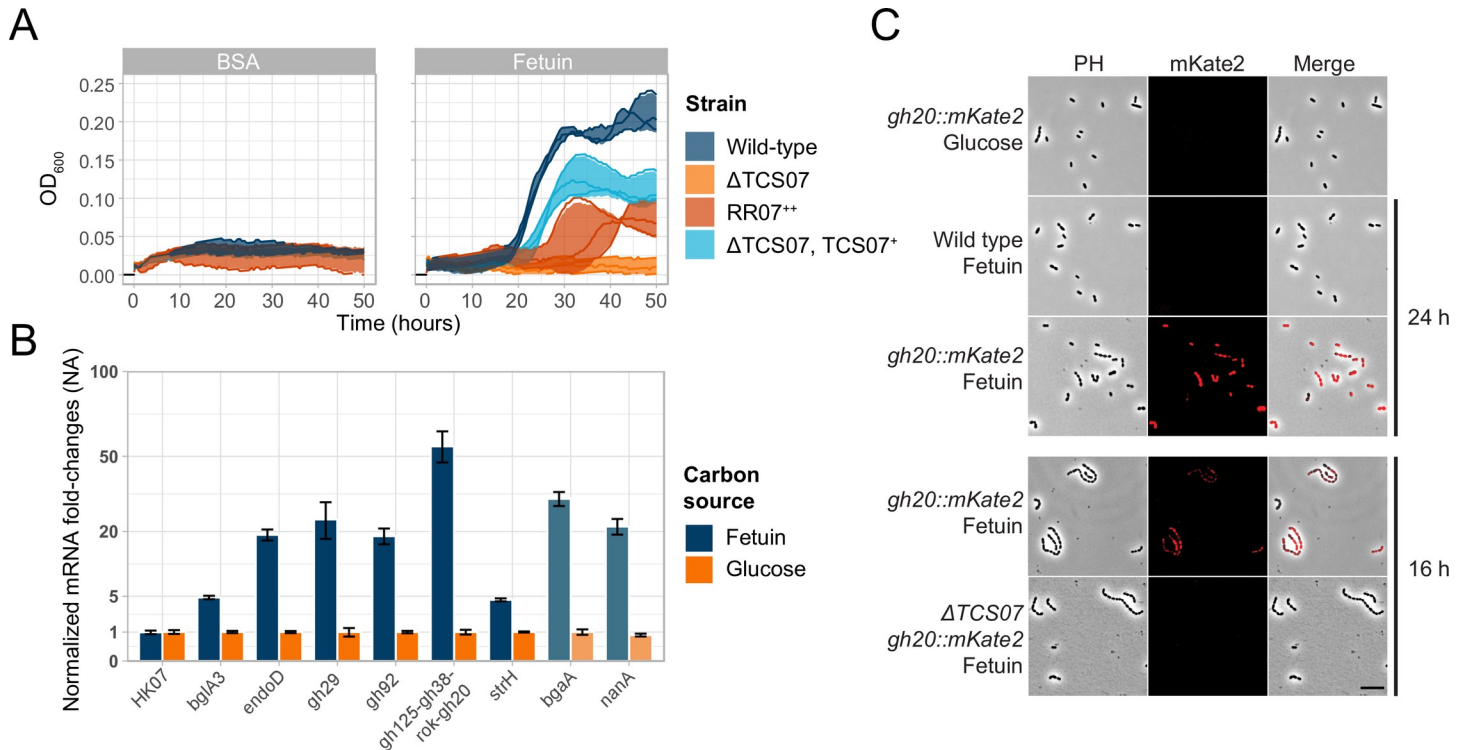 A
BSA
Fetuin
OD600
0.25
0.20
0.15
0.10
0.05
0.00
0 10 20 30 40 50
0 10 20 30 40 50
Time (hours)
Strain
Wild-type
ΔTCS07
RR07++
ΔTCS07, TCS07+
B
Normalized mRNA fold-changes (NA)
100
50
20
5
1
0
HK07
bglA3
endoD
gh29
gh92
gh125-gh38-
rok-gh20
strH
bgaA
nanA
Carbon
source
Fetuin
Glucose
C
PH mKate2 Merge
gh20::mKate2
Glucose
Wild type
Fetuin
gh20::mKate2
Fetuin
24 h
gh20::mKate2
Fetuin
ΔTCS07
gh20::mKate2
Fetuin
16 h